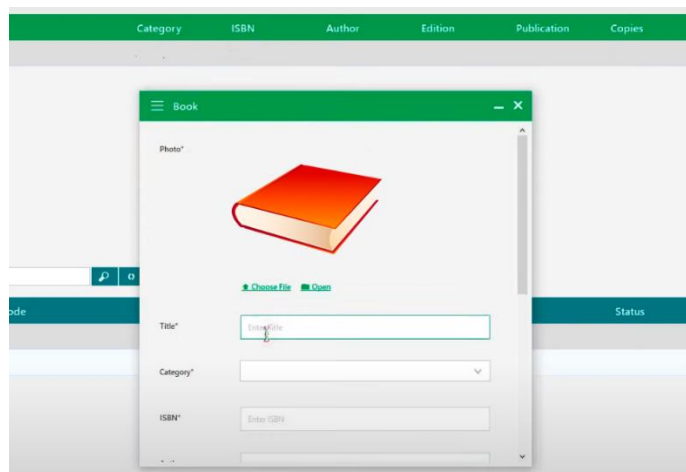 Category ISBN Author Edition Publication Copies
Book
Photo*
Choose File Open
ode Status
Title* Enter Title
Category*
ISBN* Enter ISBN